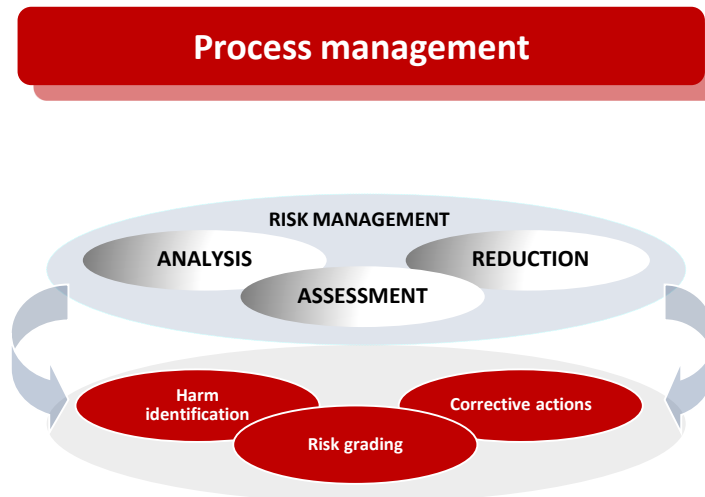 Process management
RISK MANAGEMENT
ANALYSIS
REDUCTION
ASSESSMENT
Harm
identification
Corrective actions
Risk grading